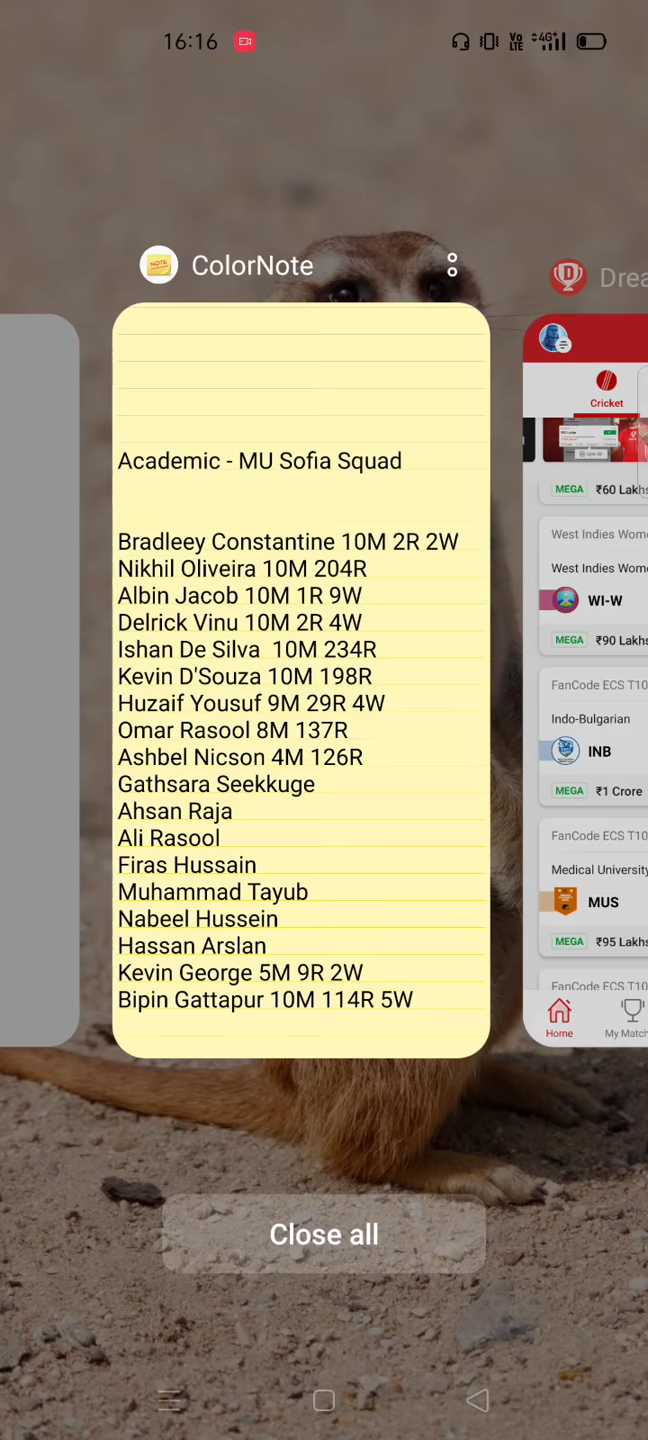 16:16
Vo LTE 4G+
ColorNote
Academic - MU Sofia Squad
Bradleey Constantine 10M 2R 2W
Nikhil Oliveira 10M 204R
Albin Jacob 10M 1R 9W
Delrick Vinu 10M 2R 4W
Ishan De Silva  10M 234R
Kevin D'Souza 10M 198R
Huzaif Yousuf 9M 29R 4W
Omar Rasool 8M 137R
Ashbel Nicson 4M 126R
Gathsara Seekkuge
Ahsan Raja
Ali Rasool
Firas Hussain
Muhammad Tayub
Nabeel Hussein
Hassan Arslan
Kevin George 5M 9R 2W
Bipin Gattapur 10M 114R 5W
Drea
Cricket
MEGA ₹60 Lakhs
West Indies Wome
West Indies Wom
WI-W
MEGA ₹90 Lakhs
FanCode ECS T10
Indo-Bulgarian
INB
MEGA ₹1 Crore
FanCode ECS T10
Medical University
MUS
MEGA ₹95 Lakhs
FanCode ECS T10
Home My Match
Close all